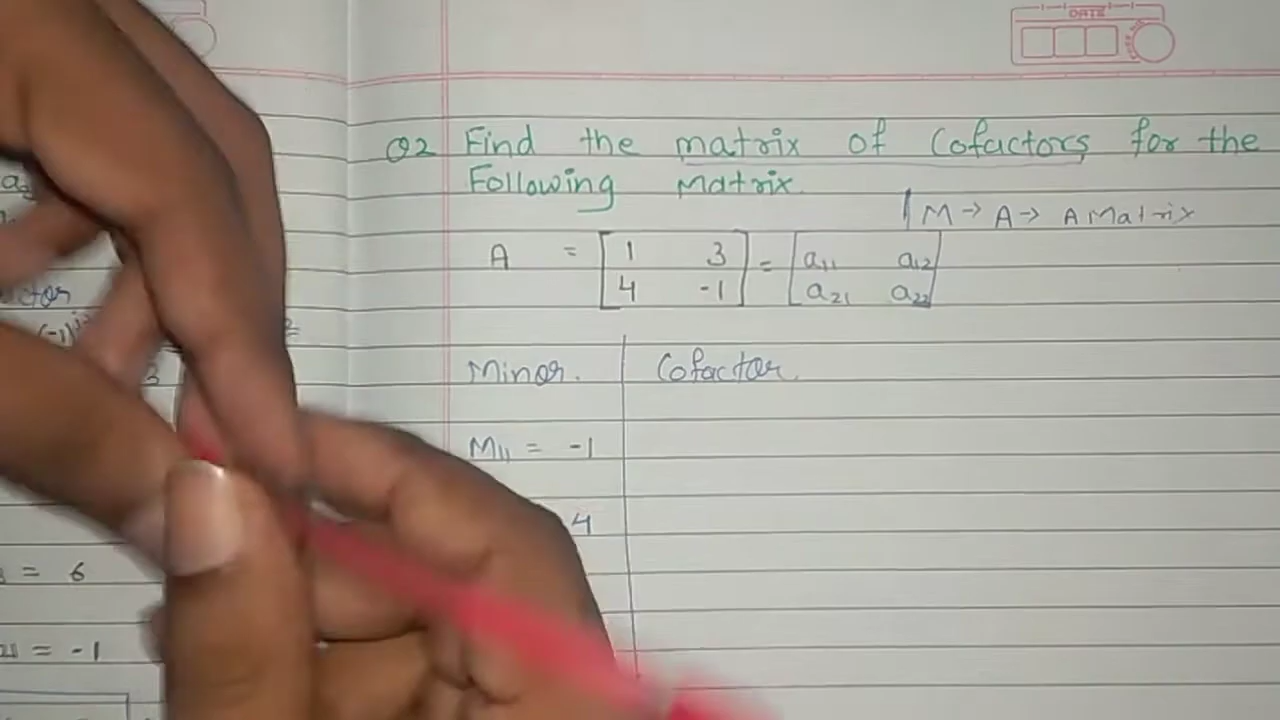 DATE
Q2 Find the matrix of Cofactors for the
Following Matrix.
M → A → A Matrix
A = [ 1 3 ] = [ a11 a12 ]
[ 4 -1 ] [ a21 a22 ]
Minor. Cofactor.
M11 = -1
4
= 6
= -1